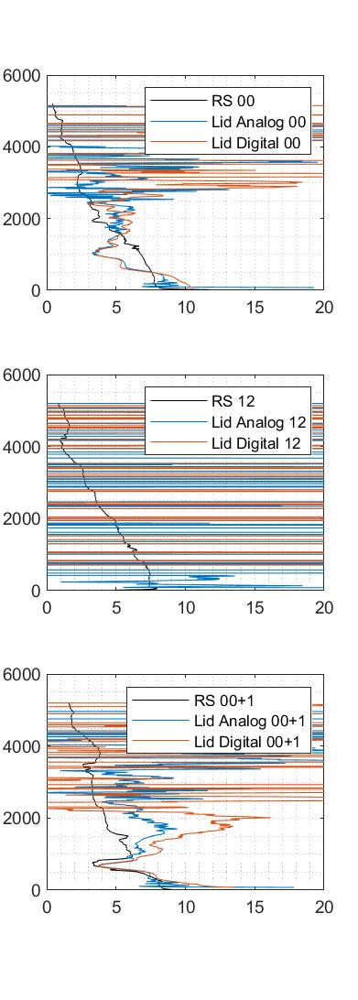 6000
RS 00
Lid Analog 00
4000
Lid Digital 00
2000
0
0 5 10 15 20
6000
RS 12
Lid Analog 12
4000
Lid Digital 12
2000
0
0 5 10 15 20
6000
RS 00+1
Lid Analog 00+1
4000
Lid Digital 00+1
2000
0
0 5 10 15 20